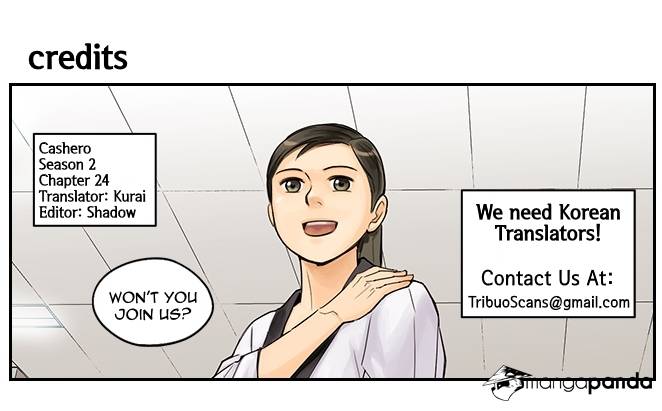 credits
Cashero
Season 2
Chapter 24
Translator: Kurai
Editor: Shadow
We need Korean
Translators!
Contact Us At:
TribuoScans@gmail.com
WON'T YOU
JOIN US?
mangapanda